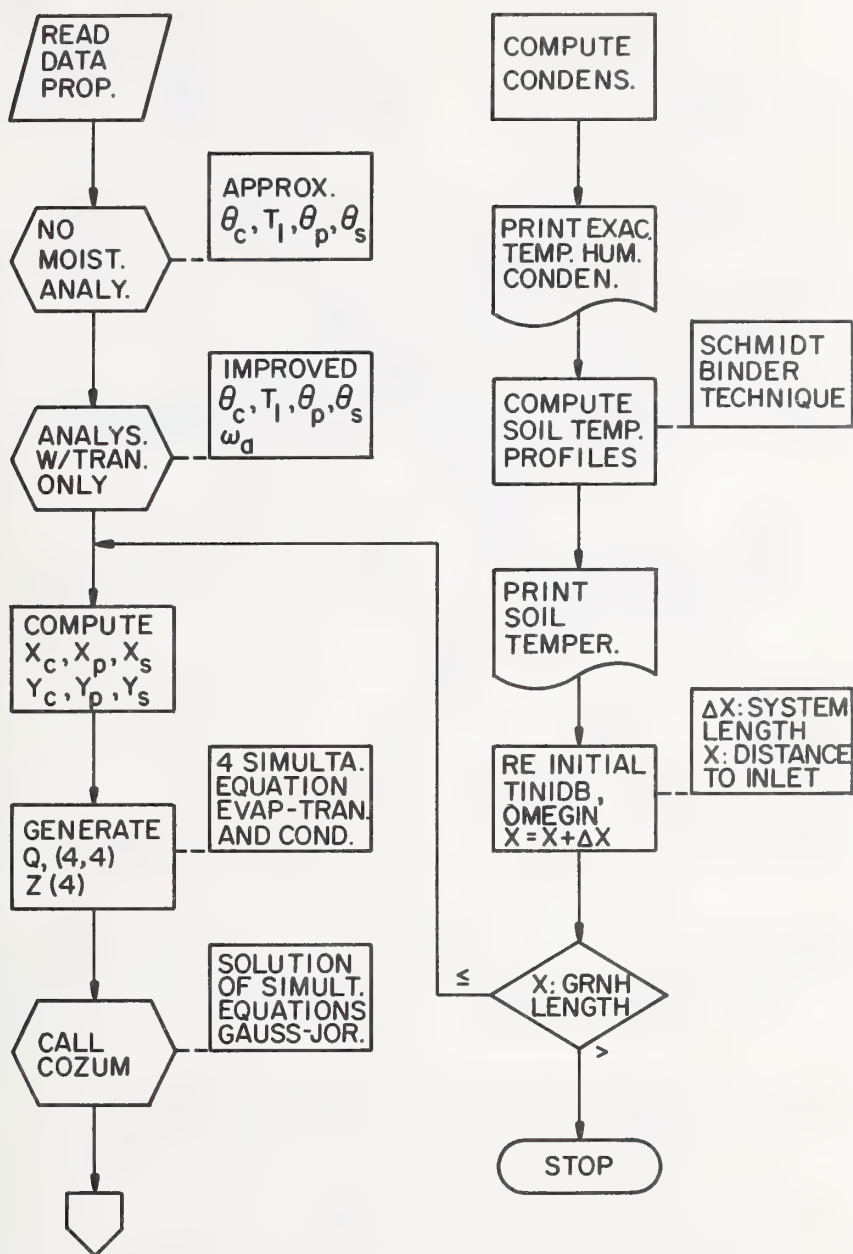 READ
DATA
PROP.
APPROX.
θc, Tl, θp, θs
NO
MOIST.
ANALY.
IMPROVED
θc, Tl, θp, θs
ωa
ANALYS.
W/TRAN.
ONLY
COMPUTE
Xc, Xp, Xs
Yc, Yp, Ys
4 SIMULTA.
EQUATION
EVAP-TRAN.
AND COND.
GENERATE
Q, (4,4)
Z (4)
SOLUTION
OF SIMULT.
EQUATIONS
GAUSS-JOR.
CALL
COZUM
COMPUTE
CONDENS.
PRINT EXAC.
TEMP. HUM.
CONDEN.
SCHMIDT
BINDER
TECHNIQUE
COMPUTE
SOIL TEMP.
PROFILES
PRINT
SOIL
TEMPER.
ΔX: SYSTEM
LENGTH
X: DISTANCE
TO INLET
RE INITIAL
TINIDB,
OMEGIN
X = X + ΔX
≤
X: GRNH
LENGTH
>
STOP